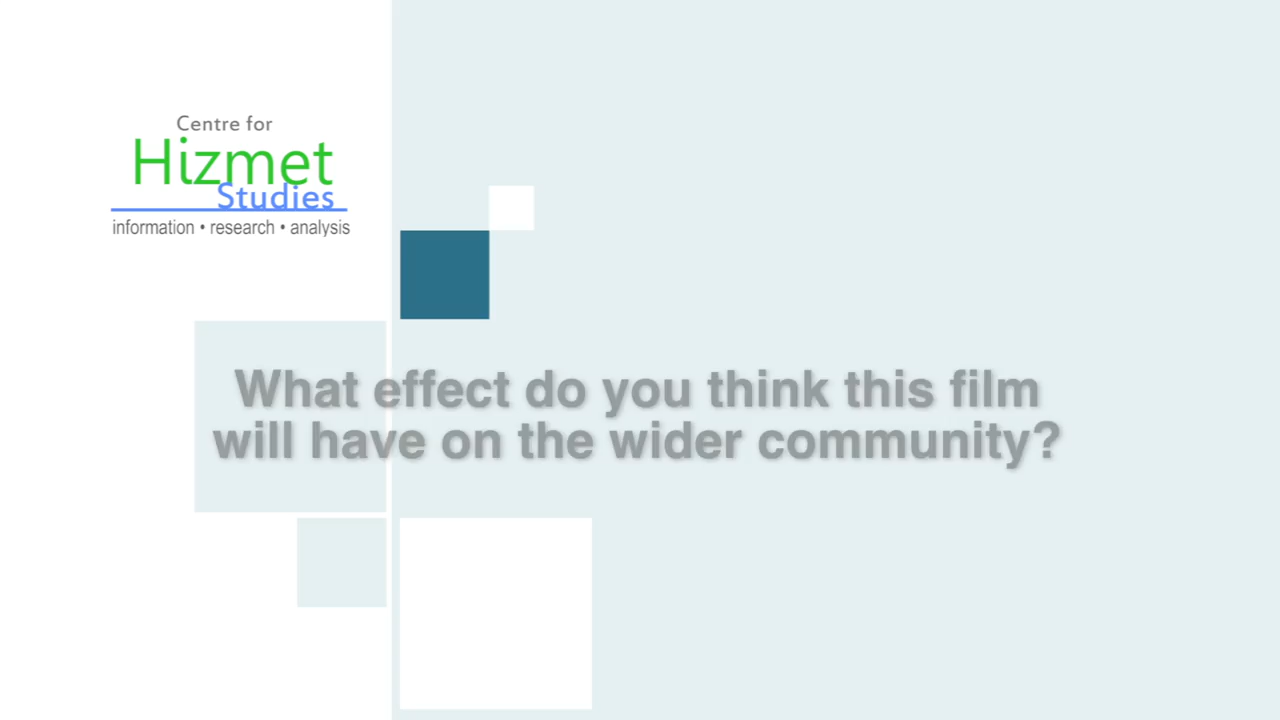 Centre for
Hizmet
Studies
information • research • analysis
What effect do you think this film
will have on the wider community?